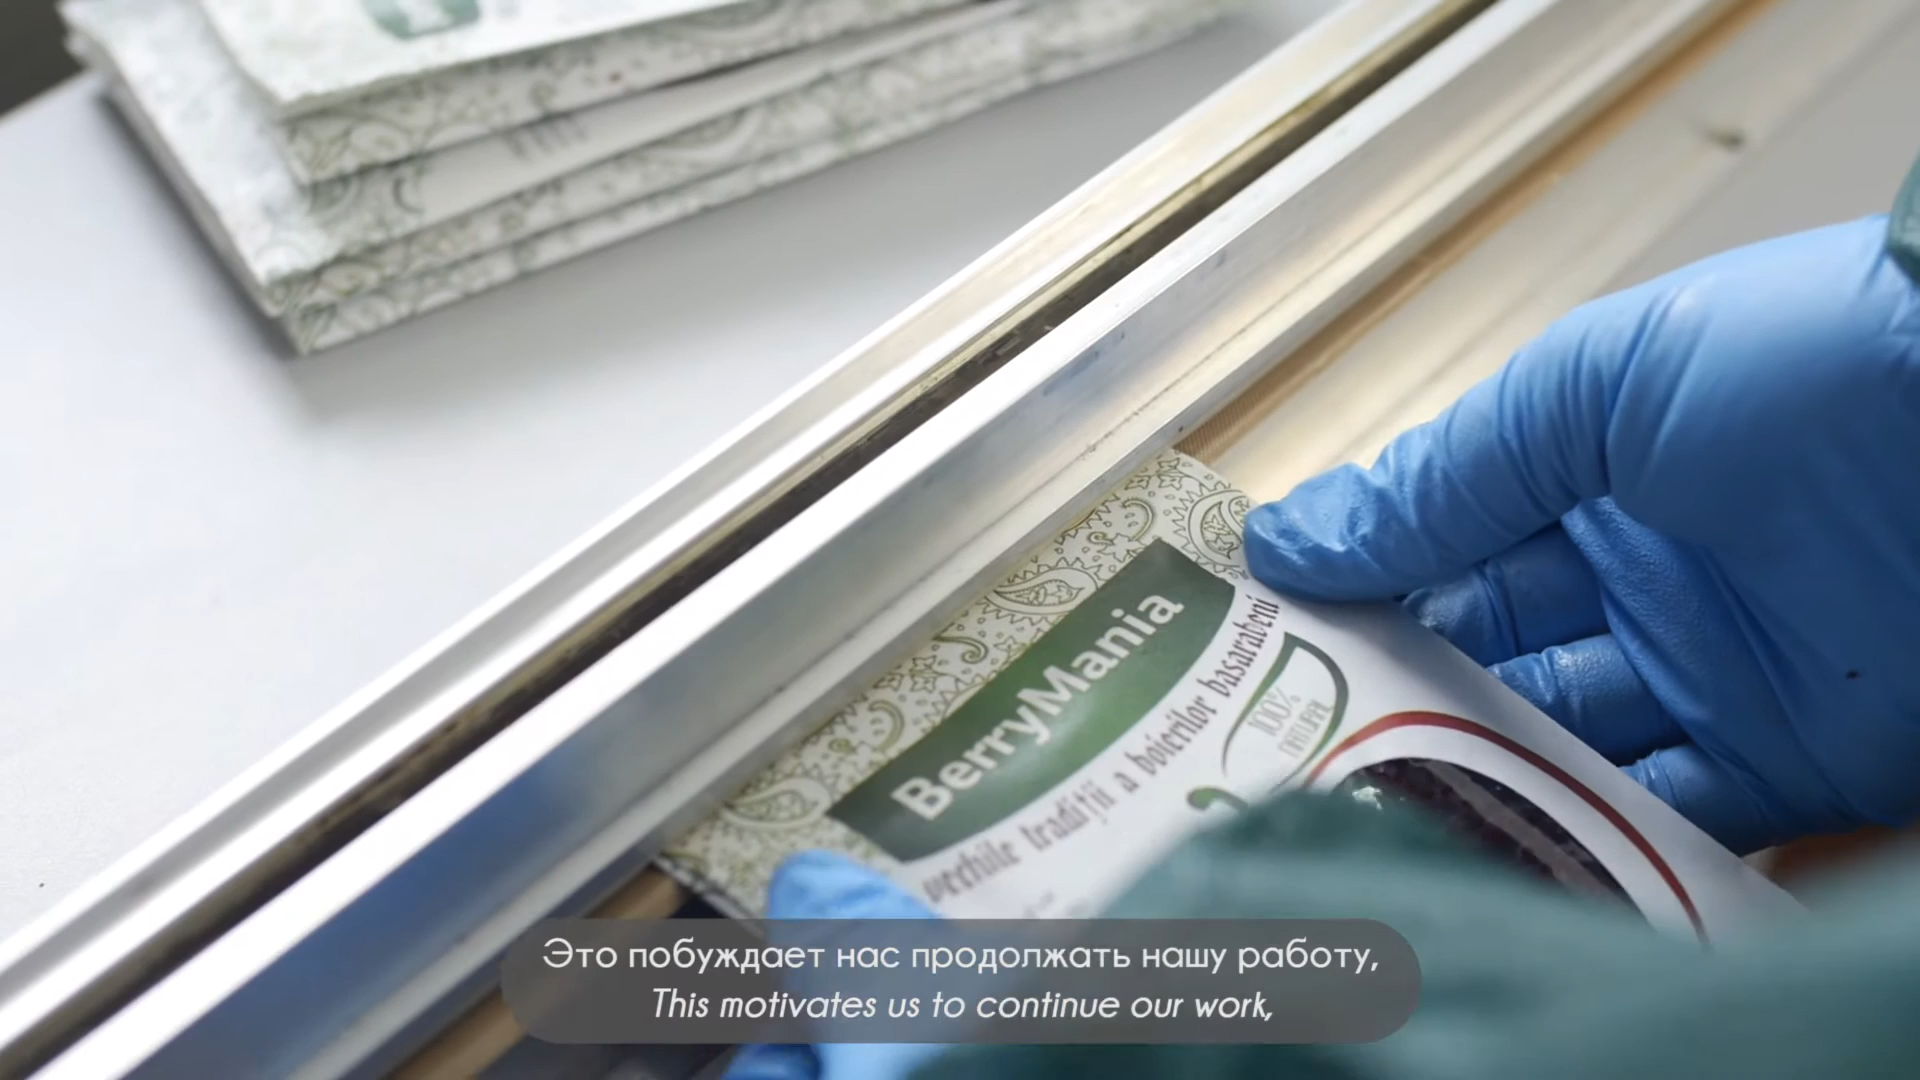 BerryMania
vechile tradiții a boierilor basarabeni
100%
NATURAL
Это побуждает нас продолжать нашу работу,
This motivates us to continue our work,